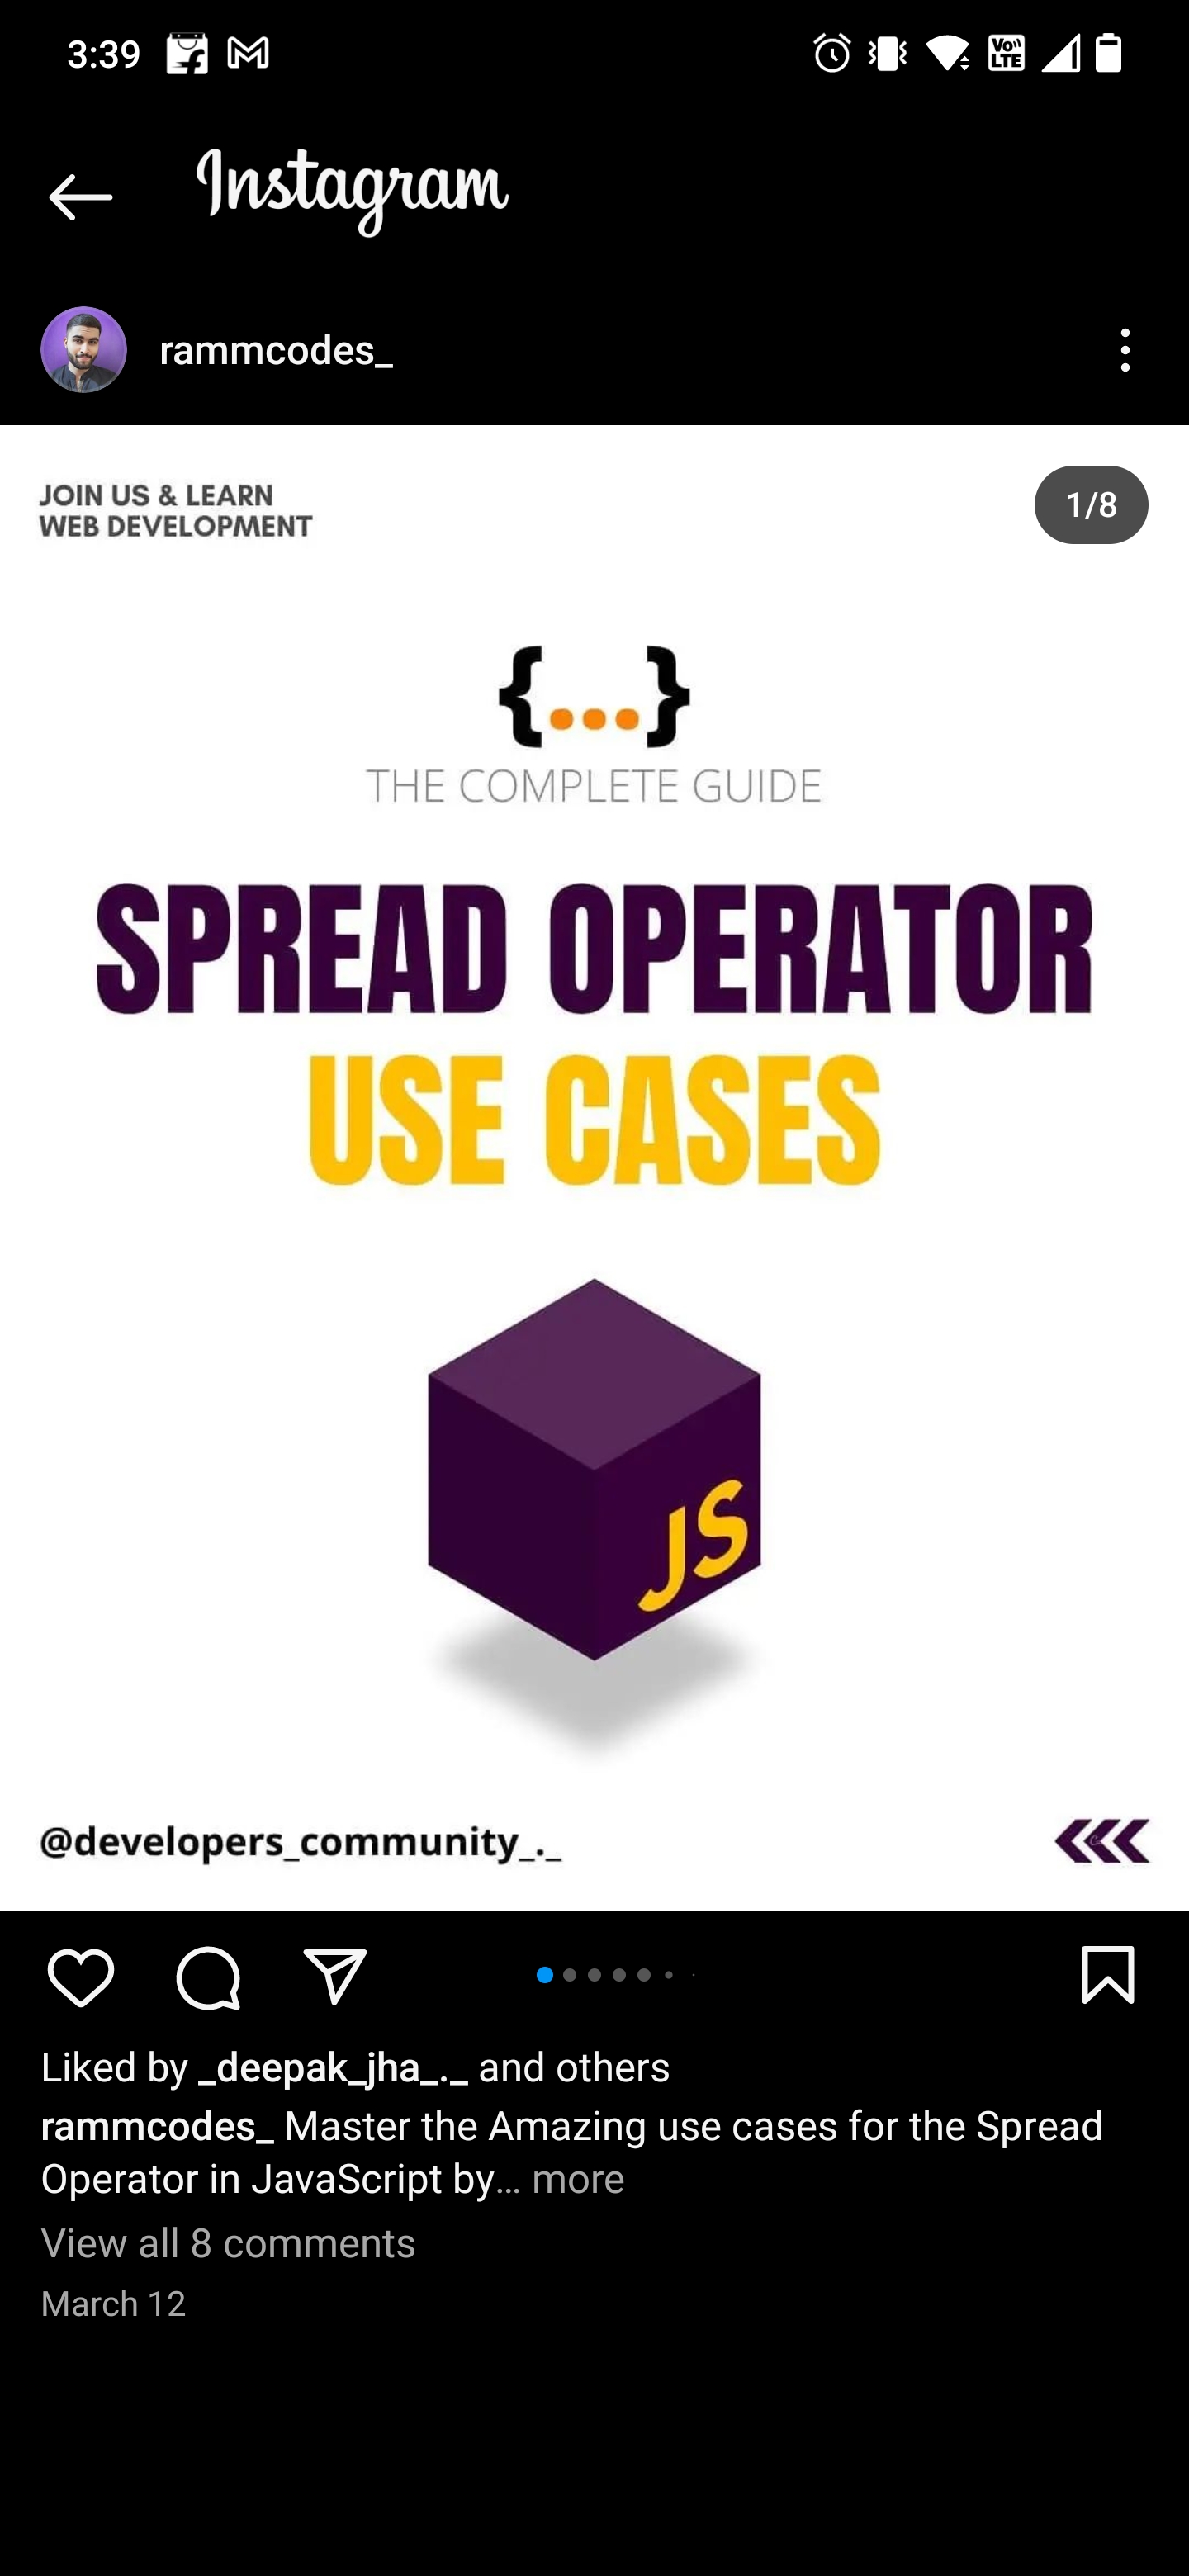 3:39
Vo)) LTE
Instagram
rammcodes_
JOIN US & LEARN
WEB DEVELOPMENT
1/8
{...}
THE COMPLETE GUIDE
SPREAD OPERATOR
USE CASES
JS
@developers_community_._
Liked by _deepak_jha_._ and others
rammcodes_ Master the Amazing use cases for the Spread
Operator in JavaScript by... more
View all 8 comments
March 12